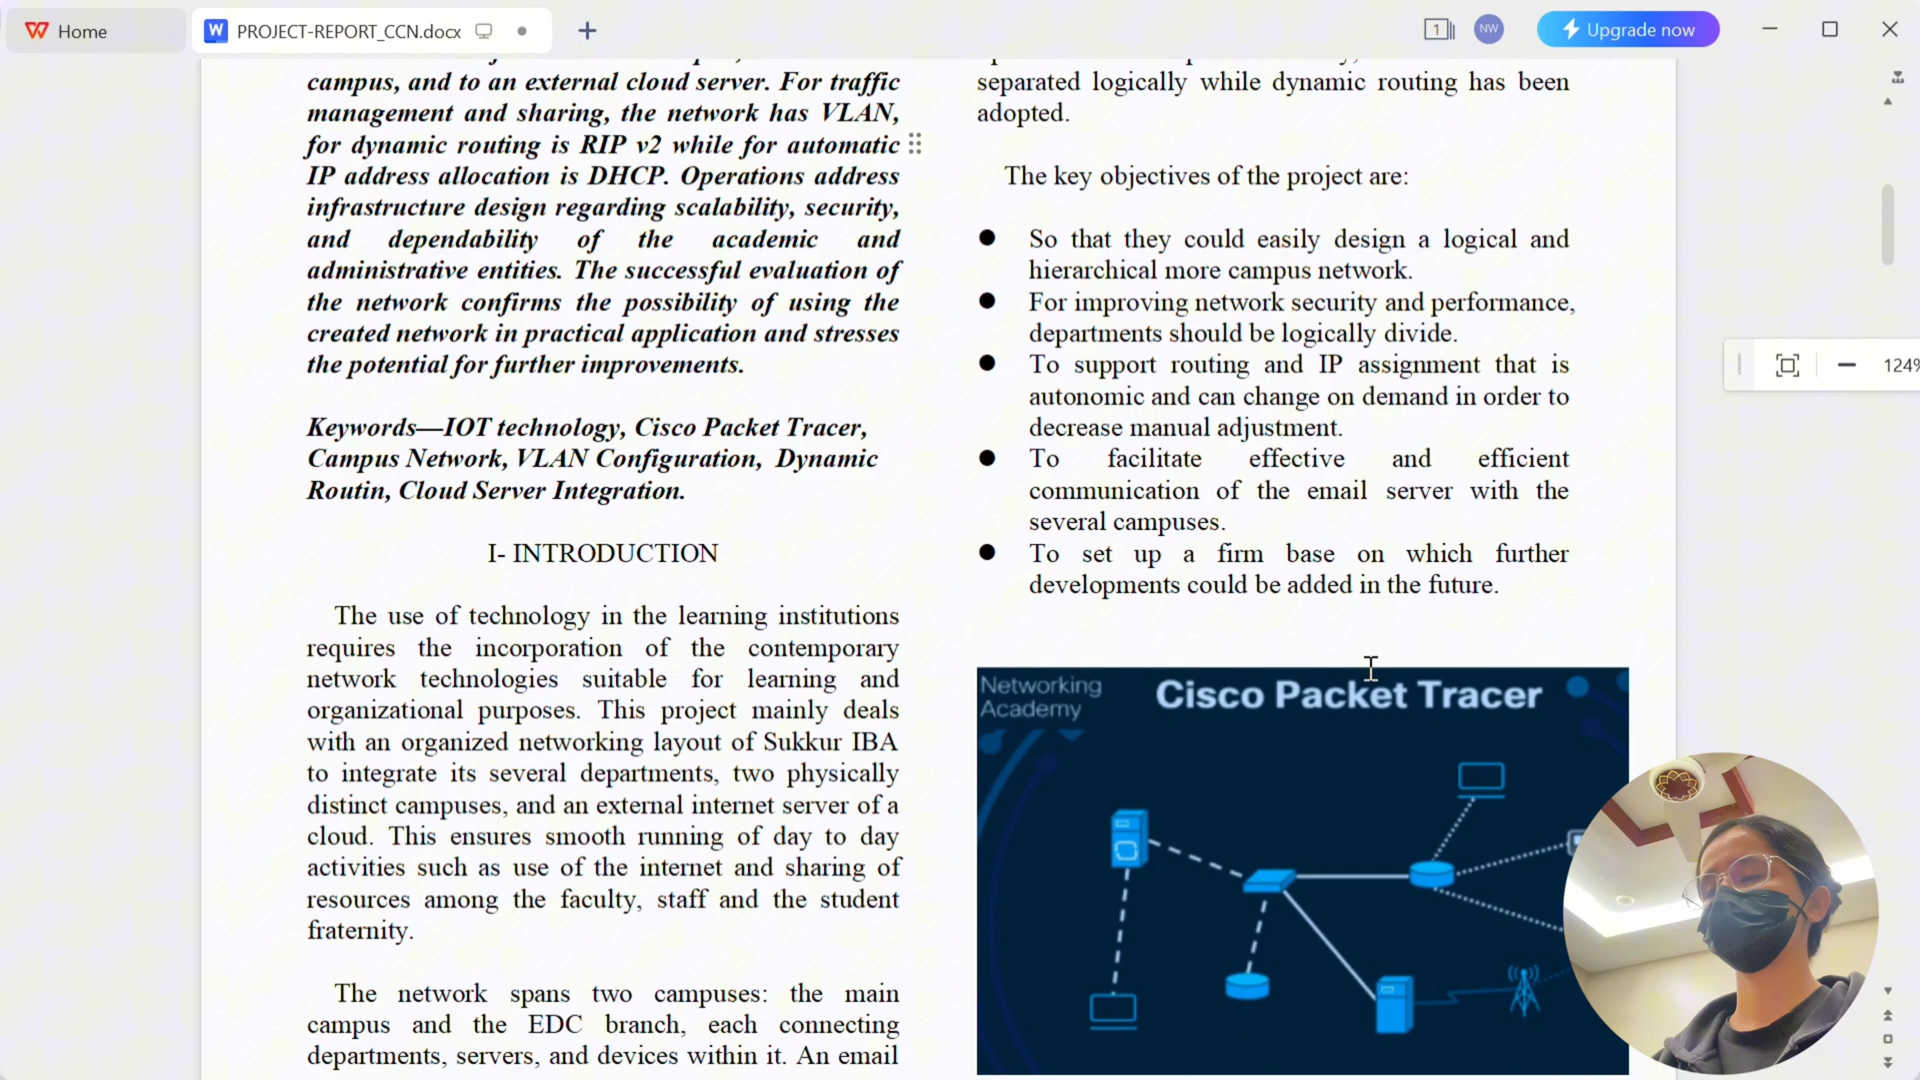 Home
PROJECT-REPORT_CCN.docx
1
NW
Upgrade now
campus, and to an external cloud server. For traffic
management and sharing, the network has VLAN,
for dynamic routing is RIP v2 while for automatic
IP address allocation is DHCP. Operations address
infrastructure design regarding scalability, security,
and dependability of the academic and
administrative entities. The successful evaluation of
the network confirms the possibility of using the
created network in practical application and stresses
the potential for further improvements.
Keywords—IOT technology, Cisco Packet Tracer,
Campus Network, VLAN Configuration, Dynamic
Routin, Cloud Server Integration.
I- INTRODUCTION
The use of technology in the learning institutions
requires the incorporation of the contemporary
network technologies suitable for learning and
organizational purposes. This project mainly deals
with an organized networking layout of Sukkur IBA
to integrate its several departments, two physically
distinct campuses, and an external internet server of a
cloud. This ensures smooth running of day to day
activities such as use of the internet and sharing of
resources among the faculty, staff and the student
fraternity.
The network spans two campuses: the main
campus and the EDC branch, each connecting
departments, servers, and devices within it. An email
separated logically while dynamic routing has been
adopted.
The key objectives of the project are:
● So that they could easily design a logical and
hierarchical more campus network.
● For improving network security and performance,
departments should be logically divide.
● To support routing and IP assignment that is
autonomic and can change on demand in order to
decrease manual adjustment.
● To facilitate effective and efficient
communication of the email server with the
several campuses.
● To set up a firm base on which further
developments could be added in the future.
Networking
Academy
Cisco Packet Tracer
124%